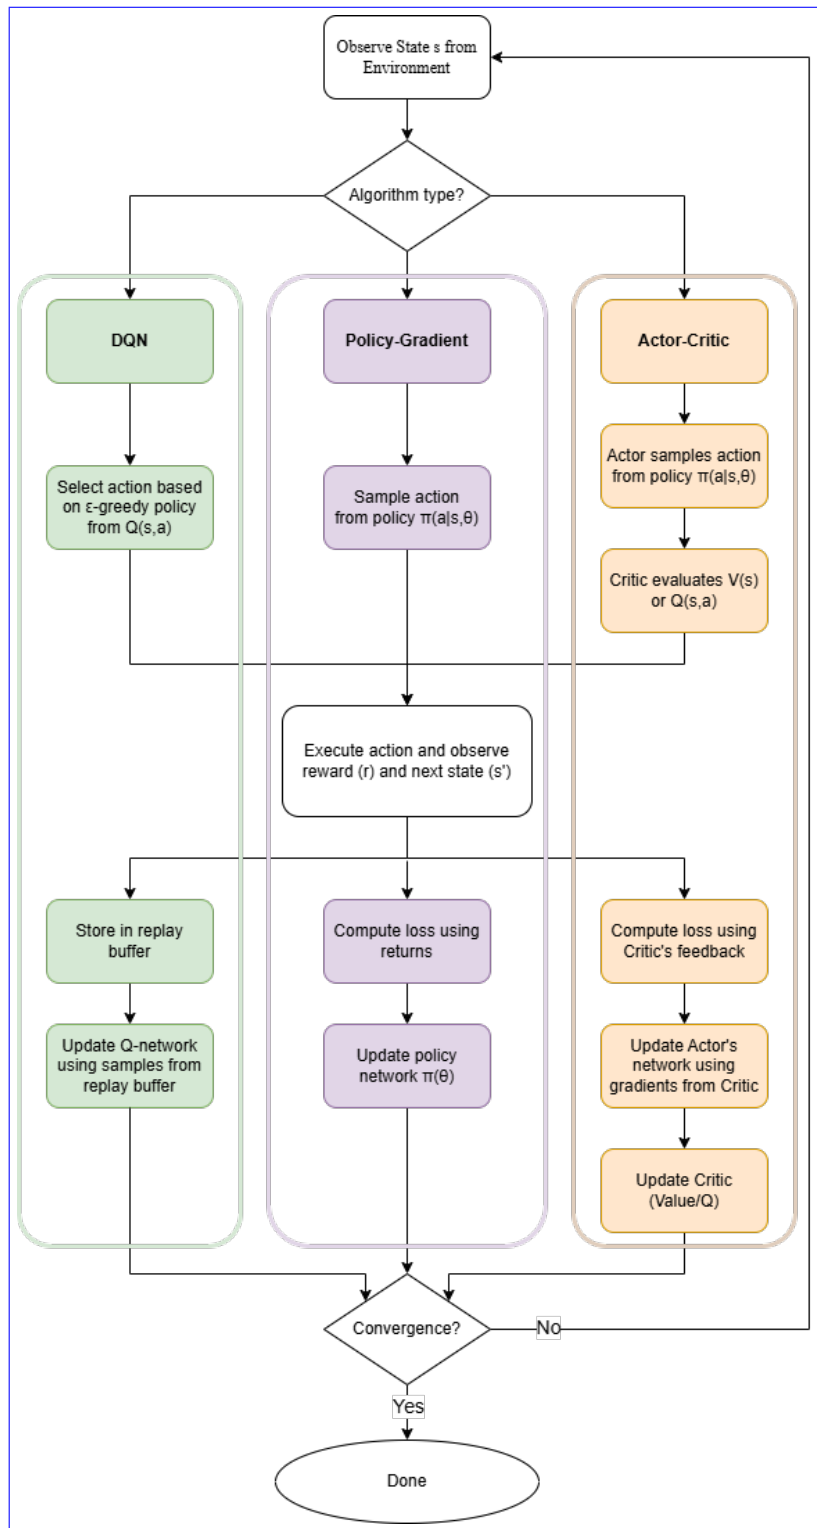 Observe State s from
Environment
Algorithm type?
DQN
Policy-Gradient
Actor-Critic
Select action based
on ε-greedy policy
from Q(s,a)
Sample action
from policy π(a|s,θ)
Actor samples action
from policy π(a|s,θ)
Critic evaluates V(s)
or Q(s,a)
Execute action and observe
reward (r) and next state (s')
Store in replay
buffer
Compute loss using
returns
Compute loss using
Critic's feedback
Update Q-network
using samples from
replay buffer
Update policy
network π(θ)
Update Actor's
network using
gradients from Critic
Update Critic
(Value/Q)
Convergence?
No
Yes
Done